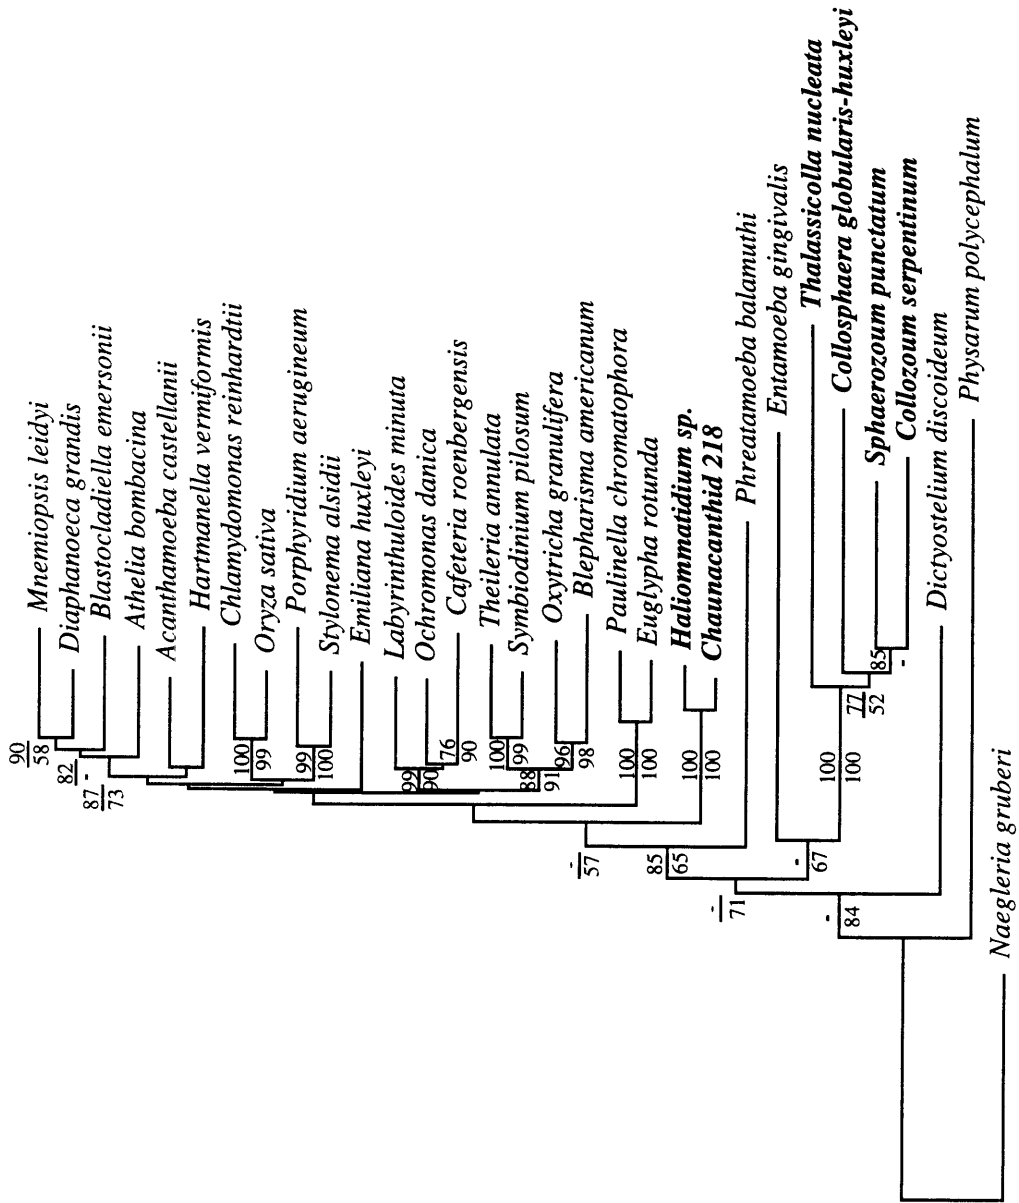 Mnemiopsis leidyi
90
58
Diaphanoeca grandis
82
-
Blastocladiella emersonii
87
73
Athelia bombacina
Acanthamoeba castellanii
Hartmanella vermiformis
Chlamydomonas reinhardtii
100
99
Oryza sativa
Porphyridium aerugineum
99
100
Stylonema alsidii
Emiliana huxleyi
Labyrinthuloides minuta
99
90
Ochromonas danica
76
90
Cafeteria roenbergensis
Theileria annulata
100
99
Symbiodinium pilosum
88
91
Oxytricha granulifera
96
98
Blepharisma americanum
Paulinella chromatophora
100
100
Euglypha rotunda
Haliommatidium sp.
100
100
Chaunacanthid 218
-
57
85
65
Phreatamoeba balamuthi
-
71
Entamoeba gingivalis
-
67
Thalassicolla nucleata
100
100
77
52
Collosphaera globularis-huxleyi
85
-
Sphaerozoum punctatum
Collozoum serpentinum
-
84
Dictyostelium discoideum
Physarum polycephalum
Naegleria gruberi